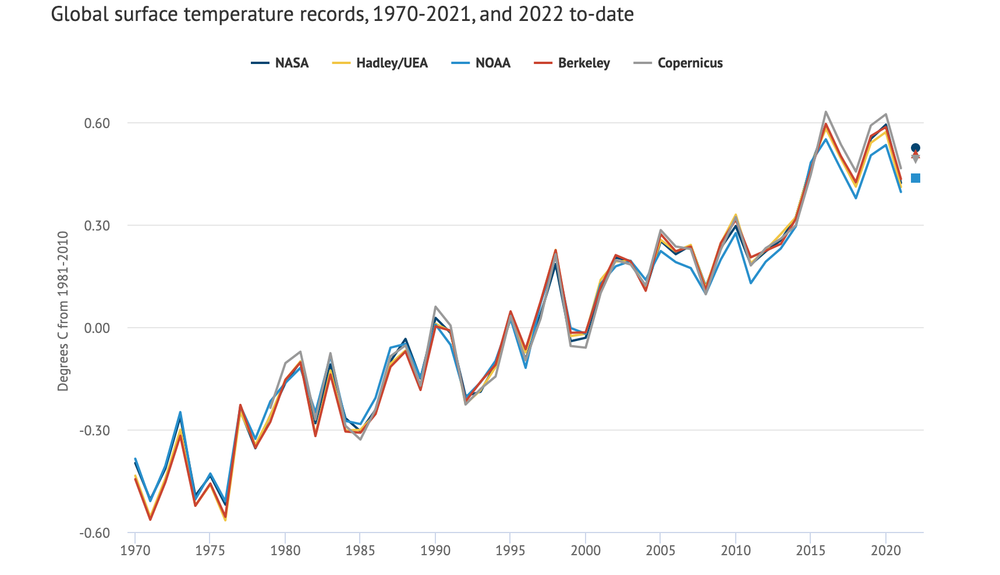 Global surface temperature records, 1970-2021, and 2022 to-date
NASA Hadley/UEA NOAA Berkeley Copernicus
Degrees C from 1981-2010
0.60
0.30
0.00
-0.30
-0.60
1970 1975 1980 1985 1990 1995 2000 2005 2010 2015 2020